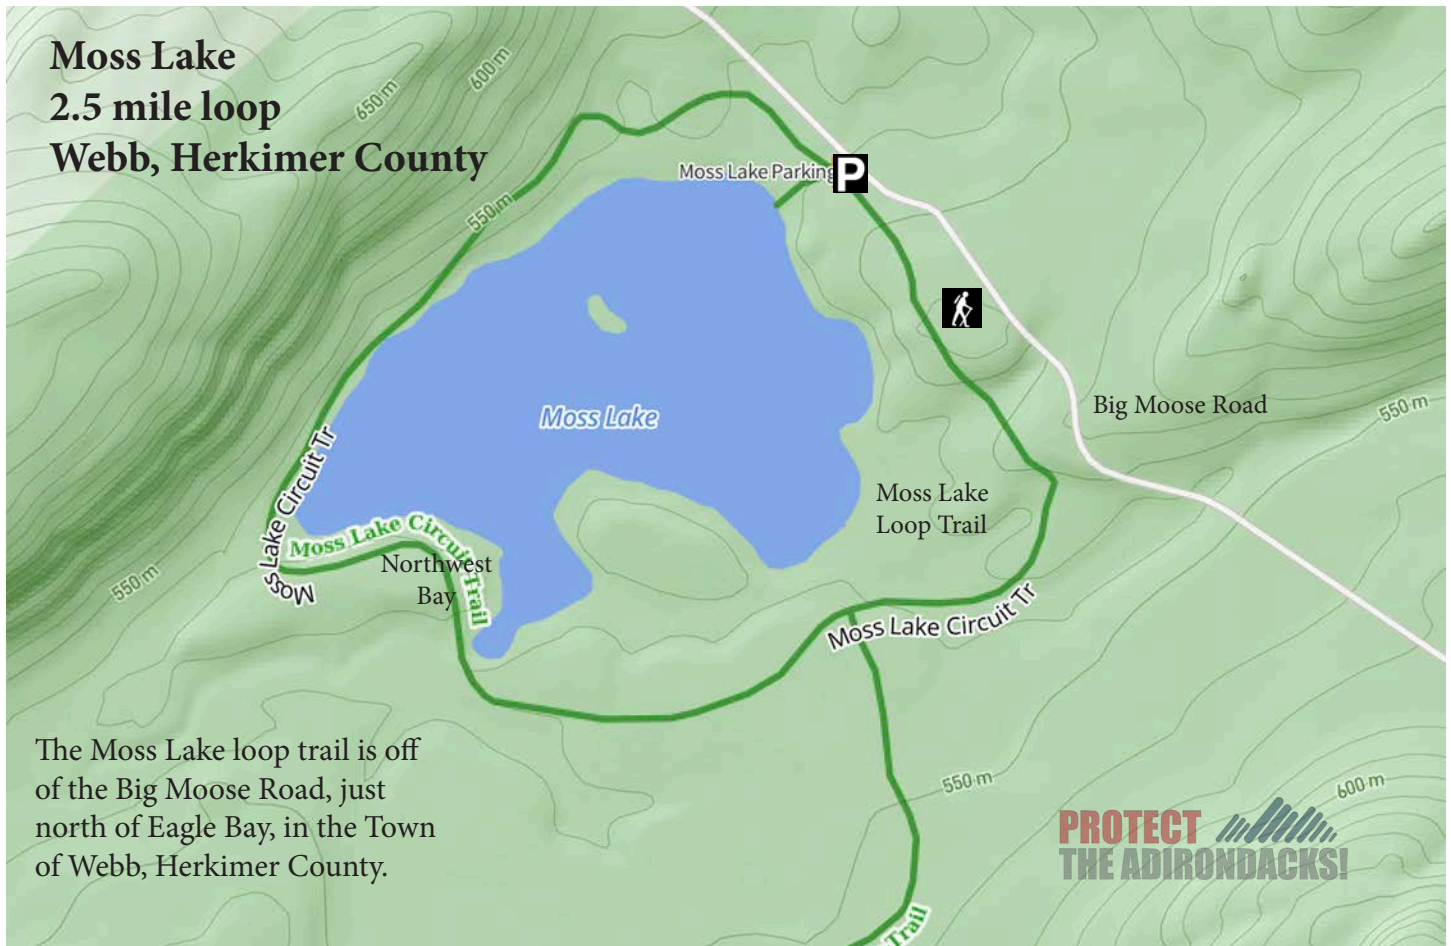 Moss Lake
2.5 mile loop
Webb, Herkimer County
600 m
650 m
Moss Lake Parking
P
550 m
Big Moose Road
550 m
Moss Lake
Moss Lake Circuit Tr
Moss Lake
Loop Trail
Moss Lake Circuit Trail
Northwest
Bay
550 m
Moss
Moss Lake Circuit Tr
The Moss Lake loop trail is off
of the Big Moose Road, just
north of Eagle Bay, in the Town
of Webb, Herkimer County.
550 m
600 m
PROTECT
THE ADIRONDACKS!
Trail